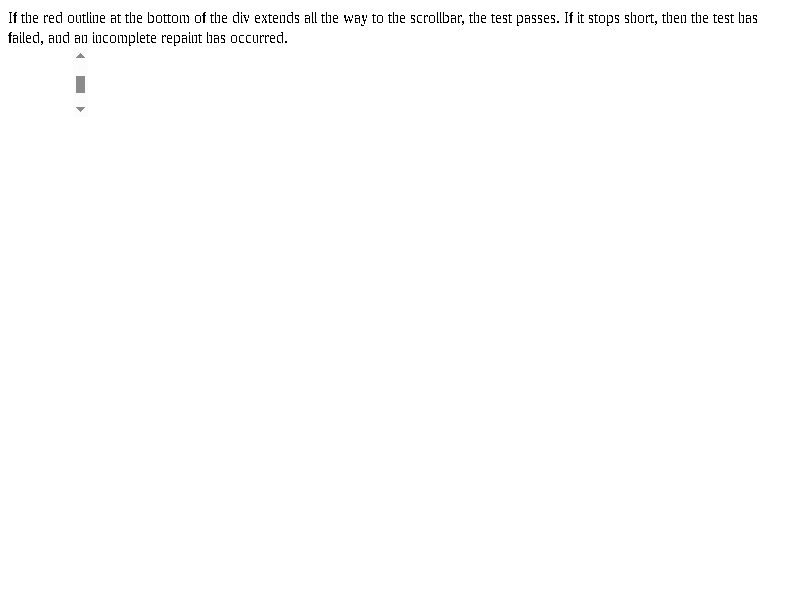 If the red outline at the bottom of the div extends all the way to the scrollbar, the test passes. If it stops short, then the test has
failed, and an incomplete repaint has occurred.